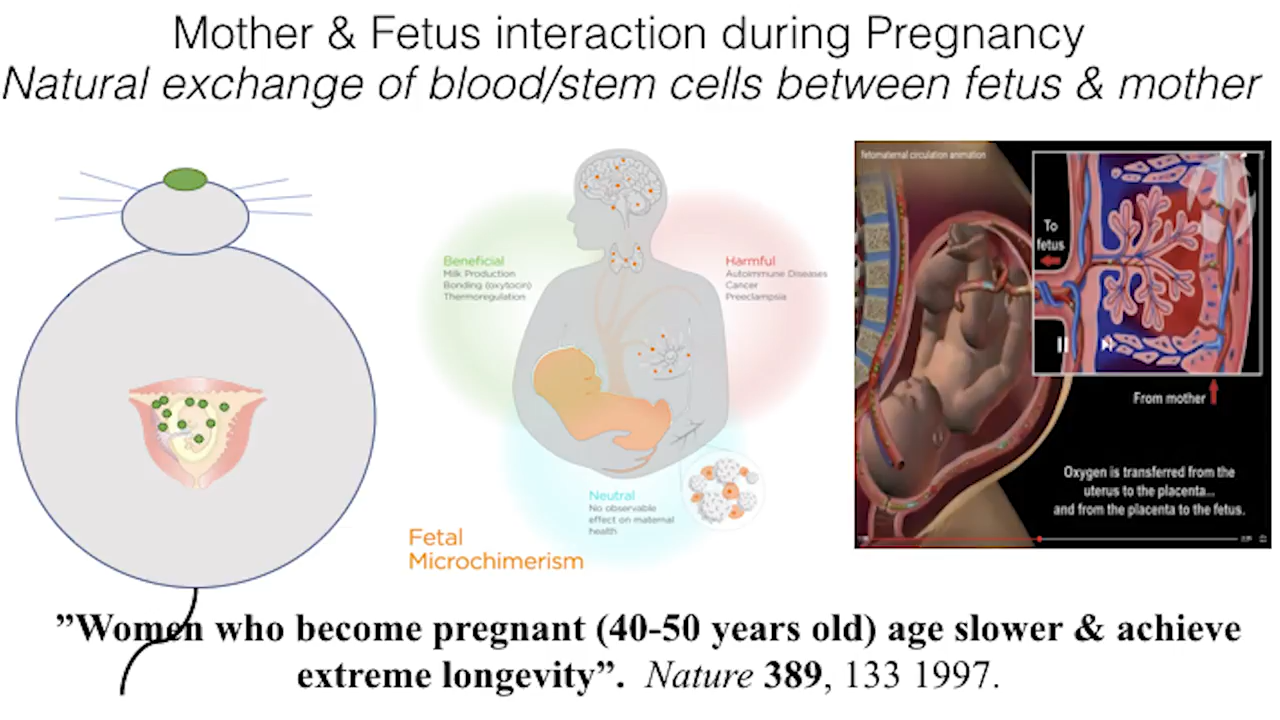 Mother & Fetus interaction during Pregnancy
Natural exchange of blood/stem cells between fetus & mother
Beneficial
Milk Production
Bonding (oxytocin)
Thermoregulation
Harmful
Autoimmune Diseases
Cancer
Preeclampsia
Neutral
No observable
effect on maternal
health
Fetal
Microchimerism
fetomaternal circulation animation
To
fetus
From mother
Oxygen is transferred from the
uterus to the placenta...
and from the placenta to the fetus.
”Women who become pregnant (40-50 years old) age slower & achieve
extreme longevity”. Nature 389, 133 1997.